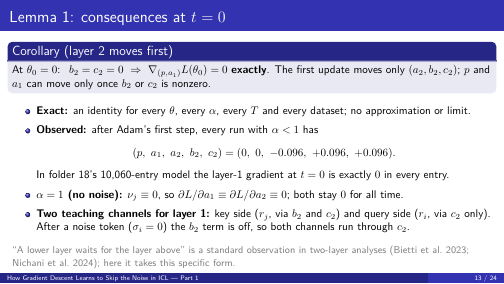 Lemma 1: consequences at t = 0
Corollary (layer 2 moves first)
At θ₀ = 0: b₂ = c₂ = 0 ⇒ ∇₍ₚ,ₐ₁₎L(θ₀) = 0 exactly. The first update moves only (a₂, b₂, c₂); p and
a₁ can move only once b₂ or c₂ is nonzero.
Exact: an identity for every θ, every α, every T and every dataset; no approximation or limit.
Observed: after Adam's first step, every run with α < 1 has
(p, a₁, a₂, b₂, c₂) = (0, 0, −0.096, +0.096, +0.096).
In folder 18's 10,060-entry model the layer-1 gradient at t = 0 is exactly 0 in every entry.
α = 1 (no noise): νⱼ ≡ 0, so ∂L/∂a₁ ≡ ∂L/∂a₂ ≡ 0; both stay 0 for all time.
Two teaching channels for layer 1: key side (rⱼ, via b₂ and c₂) and query side (rᵢ, via c₂ only).
After a noise token (σᵢ = 0) the b₂ term is off, so both channels run through c₂.
"A lower layer waits for the layer above" is a standard observation in two-layer analyses (Bietti et al. 2023;
Nichani et al. 2024); here it takes this specific form.
How Gradient Descent Learns to Skip the Noise in ICL — Part 1
13 / 24